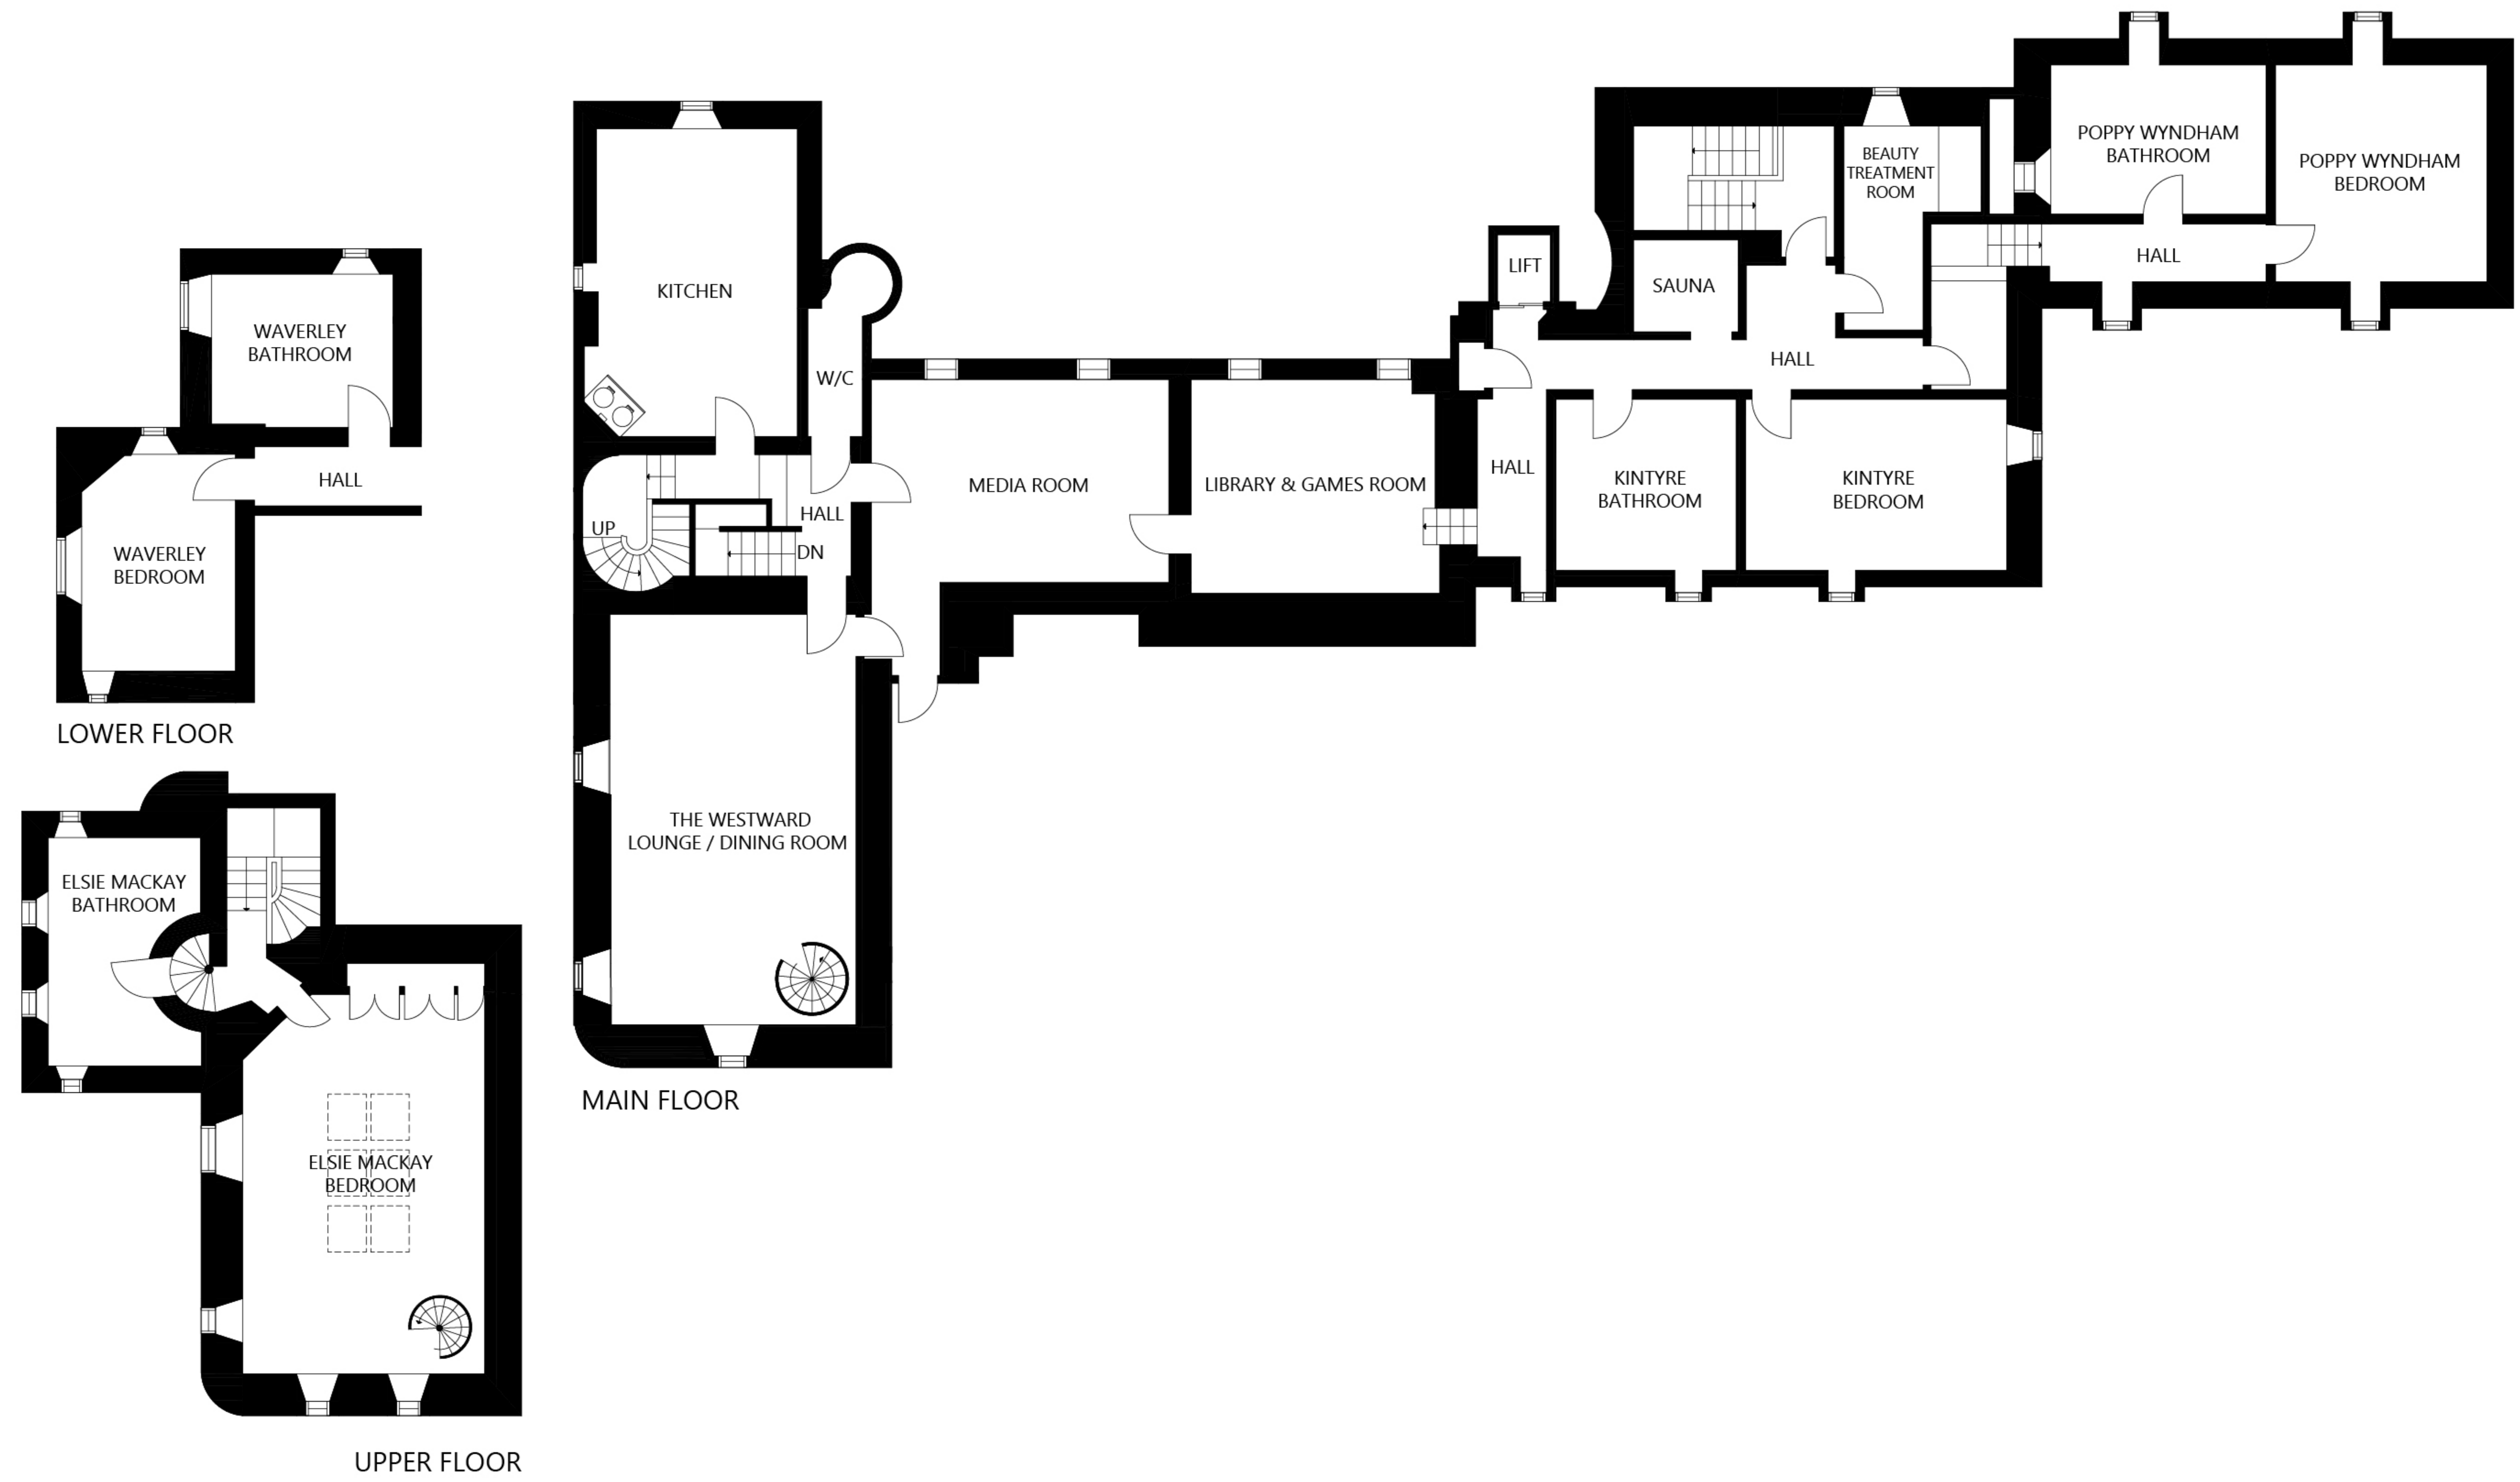 WAVERLEY
BATHROOM
HALL
WAVERLEY
BEDROOM
LOWER FLOOR
ELSIE MACKAY
BATHROOM
ELSIE MACKAY
BEDROOM
UPPER FLOOR
KITCHEN
W/C
UP
HALL
DN
MEDIA ROOM
LIBRARY & GAMES ROOM
THE WESTWARD
LOUNGE / DINING ROOM
MAIN FLOOR
LIFT
SAUNA
BEAUTY
TREATMENT
ROOM
HALL
HALL
KINTYRE
BATHROOM
KINTYRE
BEDROOM
POPPY WYNDHAM
BATHROOM
POPPY WYNDHAM
BEDROOM
HALL